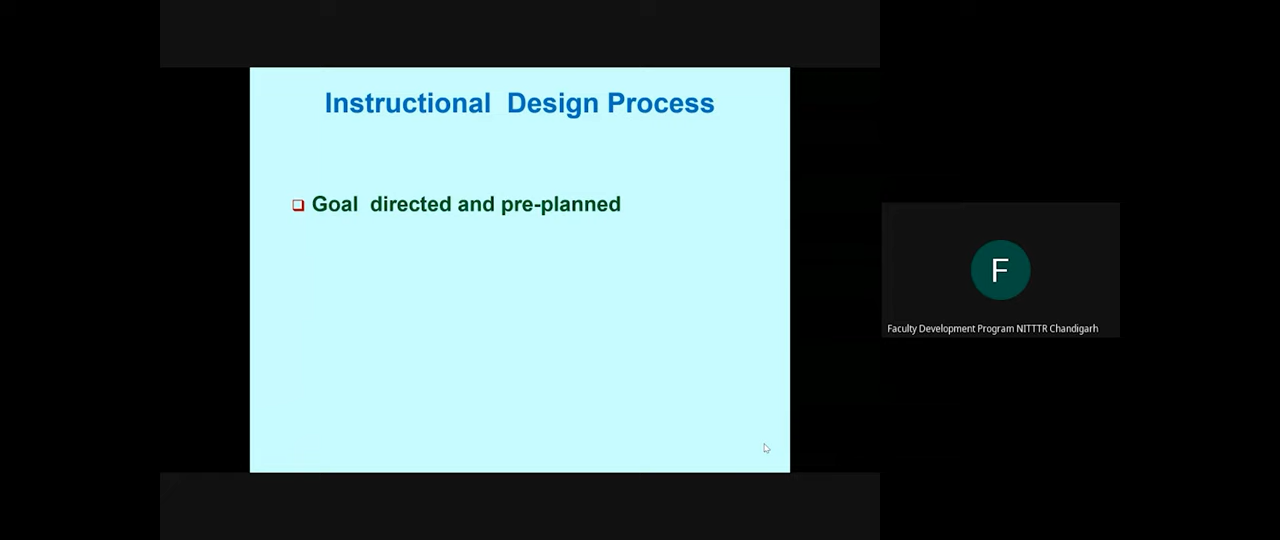 Instructional Design Process
Goal directed and pre-planned
F
Faculty Development Program NITTTR Chandigarh